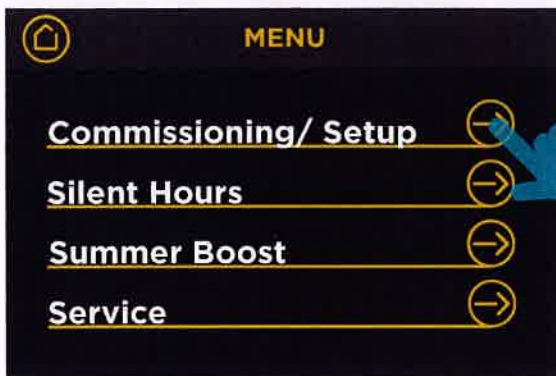 MENU
Commissioning/ Setup
Silent Hours
Summer Boost
Service